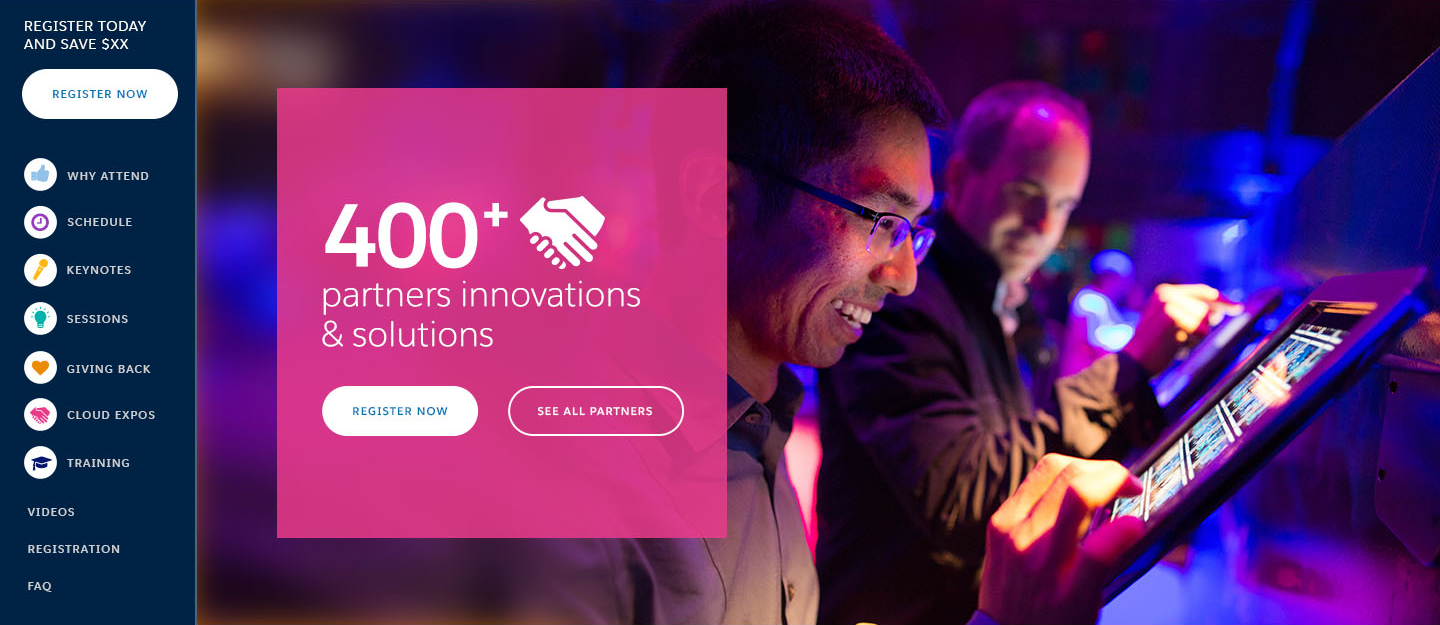 REGISTER TODAY
AND SAVE $XX
REGISTER NOW
WHY ATTEND
SCHEDULE
KEYNOTES
SESSIONS
GIVING BACK
CLOUD EXPOS
TRAINING
VIDEOS
REGISTRATION
FAQ
400+
partners innovations
& solutions
REGISTER NOW
SEE ALL PARTNERS